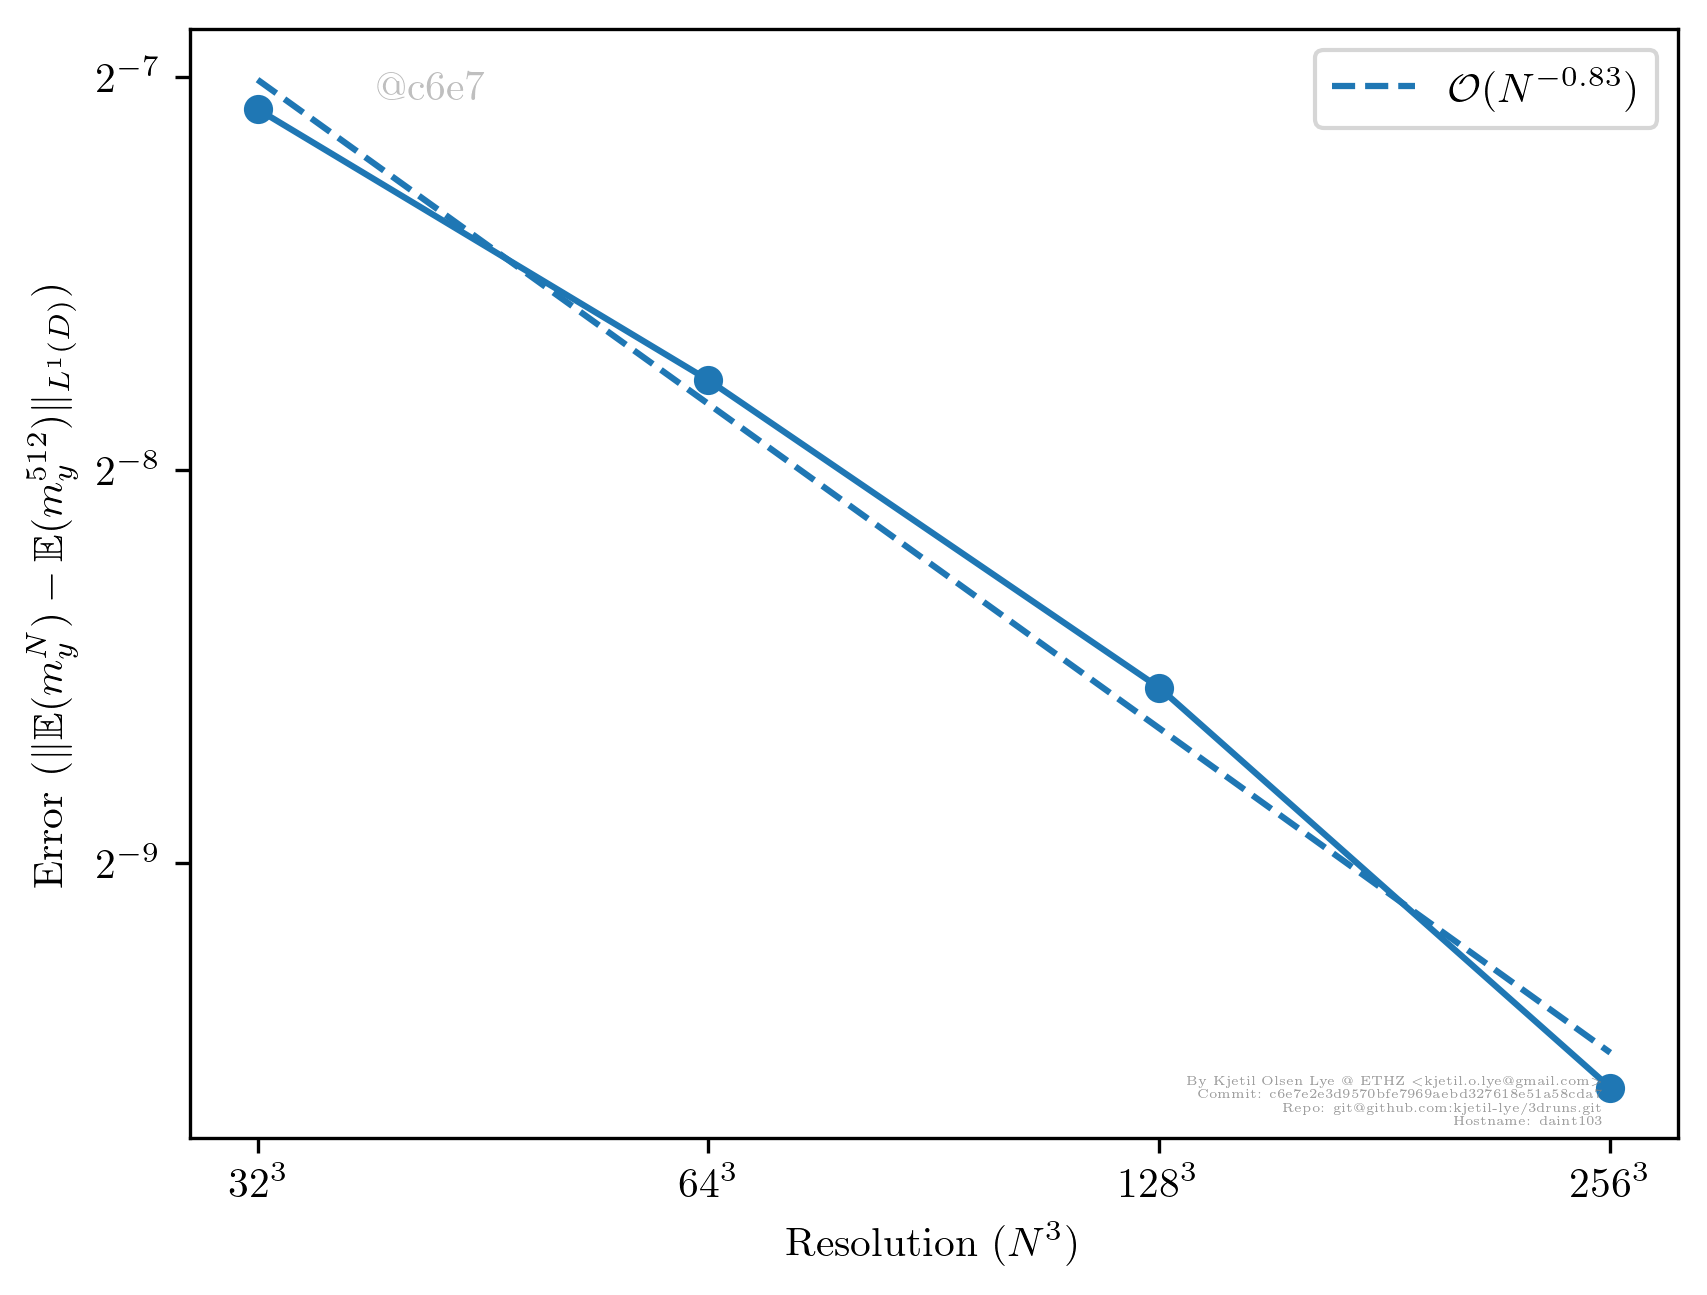 @c6e7
O(N^{-0.83})
2^{-7}
2^{-8}
2^{-9}
Error (||𝔼(m_y^N) − 𝔼(m_y^{512})||_{L^1(D)})
By Kjetil Olsen Lye @ ETHZ <kjetil.o.lye@gmail.com>
Commit: c6e7e2e3d9570bfe7969aebd327618e51a58cda7
Repo: git@github.com:kjetil-lye/3druns.git
Hostname: daint103
32^3 64^3 128^3 256^3
Resolution (N^3)